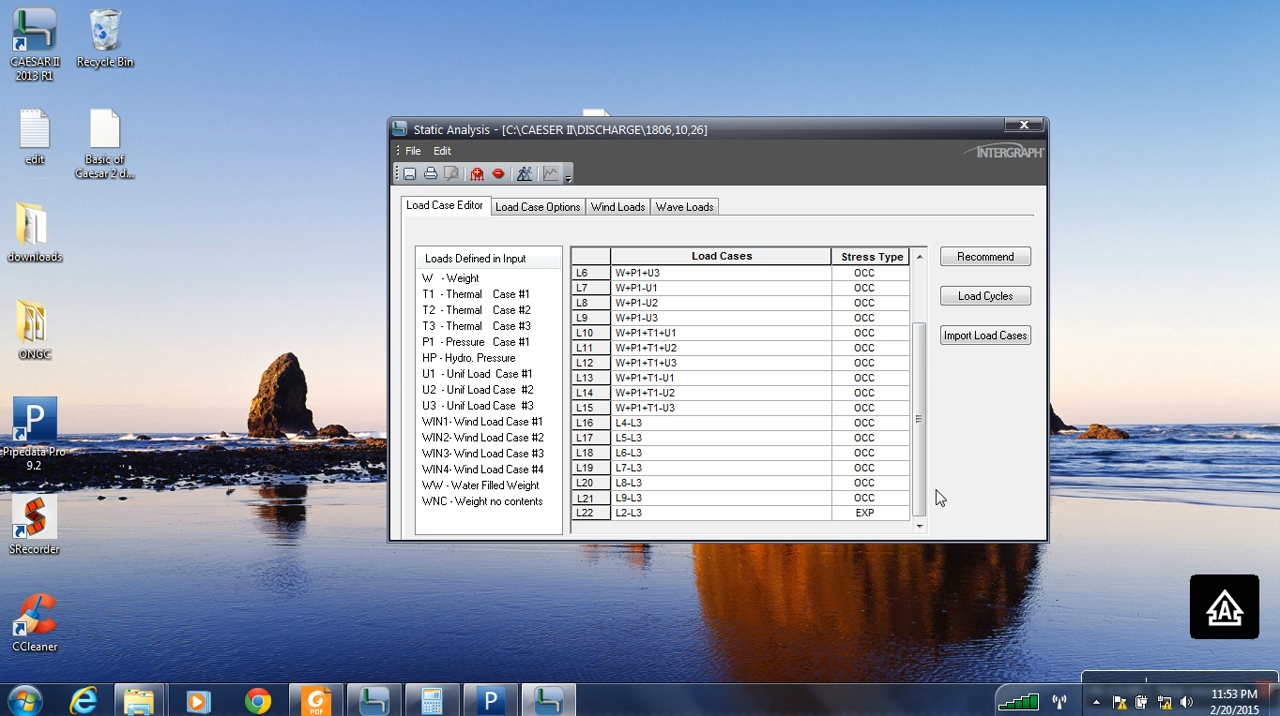 CAESAR II
2013 R1
Recycle Bin
edit
Basic of
Caesar 2 d...
downloads
ONGC
P
Pipedata Pro
9.2
SRecorder
CCleaner
Static Analysis - [C:\CAESER II\DISCHARGE\1806,10,26]
File Edit
INTERGRAPH
Load Case Editor Load Case Options Wind Loads Wave Loads
Loads Defined in Input
W - Weight
T1 - Thermal Case #1
T2 - Thermal Case #2
T3 - Thermal Case #3
P1 - Pressure Case #1
HP - Hydro. Pressure
U1 - Unif Load Case #1
U2 - Unif Load Case #2
U3 - Unif Load Case #3
WIN1- Wind Load Case #1
WIN2- Wind Load Case #2
WIN3- Wind Load Case #3
WIN4- Wind Load Case #4
WW - Water Filled Weight
WNC - Weight no contents
Load Cases Stress Type
L6 W+P1+U3 OCC
L7 W+P1-U1 OCC
L8 W+P1-U2 OCC
L9 W+P1-U3 OCC
L10 W+P1+T1+U1 OCC
L11 W+P1+T1+U2 OCC
L12 W+P1+T1+U3 OCC
L13 W+P1+T1-U1 OCC
L14 W+P1+T1-U2 OCC
L15 W+P1+T1-U3 OCC
L16 L4-L3 OCC
L17 L5-L3 OCC
L18 L6-L3 OCC
L19 L7-L3 OCC
L20 L8-L3 OCC
L21 L9-L3 OCC
L22 L2-L3 EXP
Recommend
Load Cycles
Import Load Cases
A
PDF
P
11:53 PM
2/20/2015